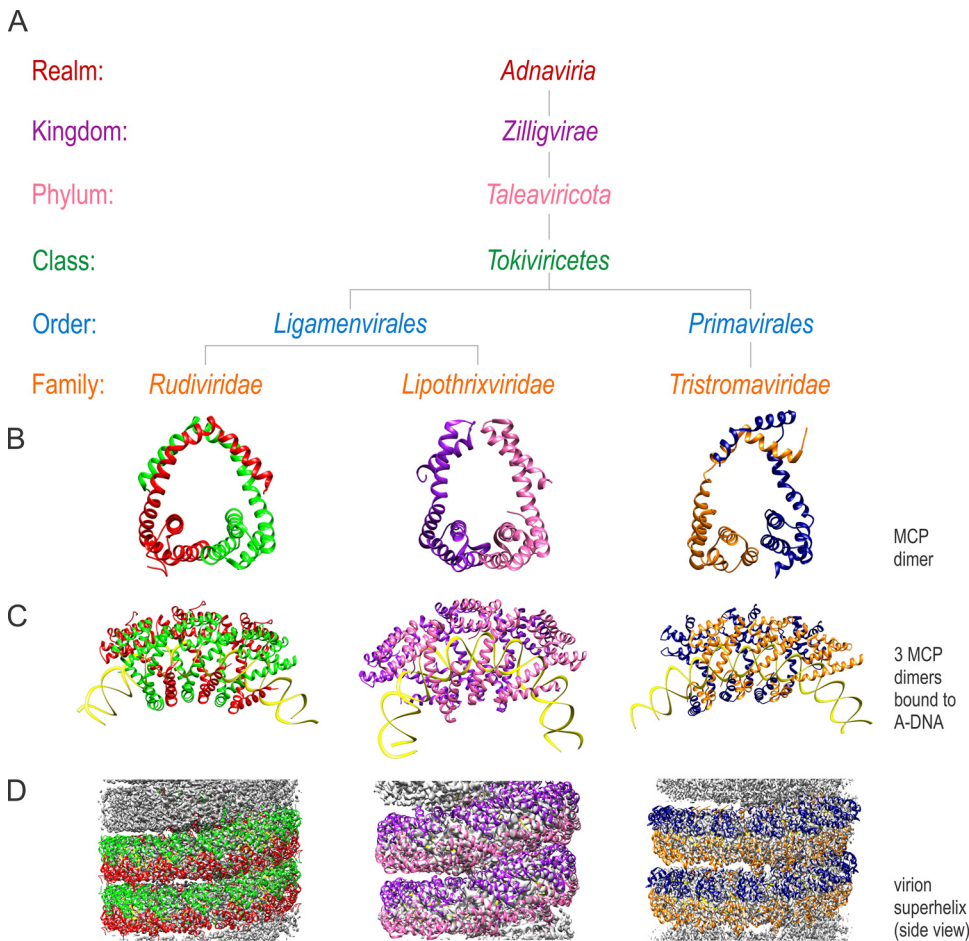 A
Realm: Adnaviria
Kingdom: Zilligvirae
Phylum: Taleaviricota
Class: Tokiviricetes
Order: Ligamenvirales Primavirales
Family: Rudiviridae Lipothrixviridae Tristromaviridae
B
MCP
dimer
C
3 MCP
dimers
bound to
A-DNA
D
virion
superhelix
(side view)